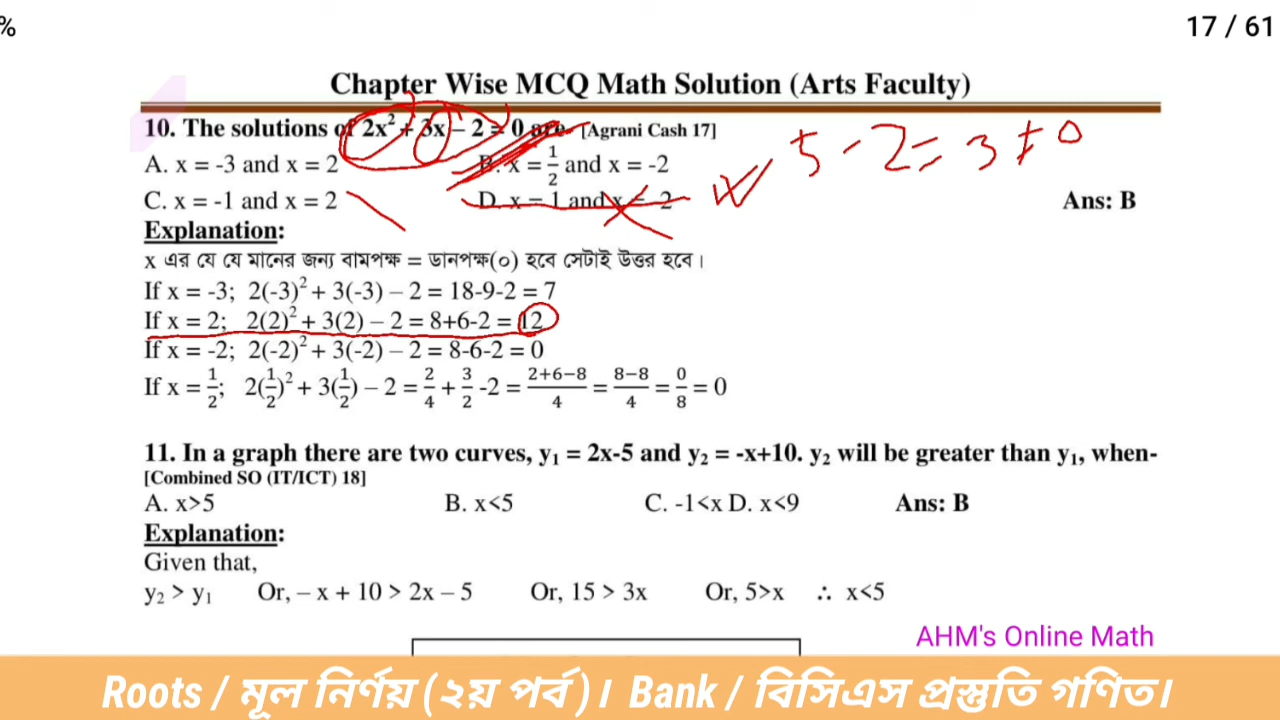 %
17 / 61
Chapter Wise MCQ Math Solution (Arts Faculty)
10. The solutions of 2x² + 3x – 2 = 0 are- [Agrani Cash 17]
5 - 2 = 3 ≠ 0
A. x = -3 and x = 2 B. x = 1/2 and x = -2
C. x = -1 and x = 2 D. x = 1 and x = 2 Ans: B
Explanation:
x এর যে যে মানের জন্য বামপক্ষ = ডানপক্ষ(০) হবে সেটাই উত্তর হবে।
If x = -3; 2(-3)² + 3(-3) – 2 = 18-9-2 = 7
If x = 2; 2(2)² + 3(2) – 2 = 8+6-2 = 12
If x = -2; 2(-2)² + 3(-2) – 2 = 8-6-2 = 0
If x = 1/2; 2(1/2)² + 3(1/2) – 2 = 2/4 + 3/2 -2 = 2+6−8/4 = 8−8/4 = 0/8 = 0
11. In a graph there are two curves, y₁ = 2x-5 and y₂ = -x+10. y₂ will be greater than y₁, when-
[Combined SO (IT/ICT) 18]
A. x>5 B. x<5 C. -1<x D. x<9 Ans: B
Explanation:
Given that,
y₂ > y₁ Or, – x + 10 > 2x – 5 Or, 15 > 3x Or, 5>x ∴ x<5
AHM's Online Math
Roots / মূল নির্ণয় (২য় পর্ব)। Bank / বিসিএস প্রস্তুতি গণিত।